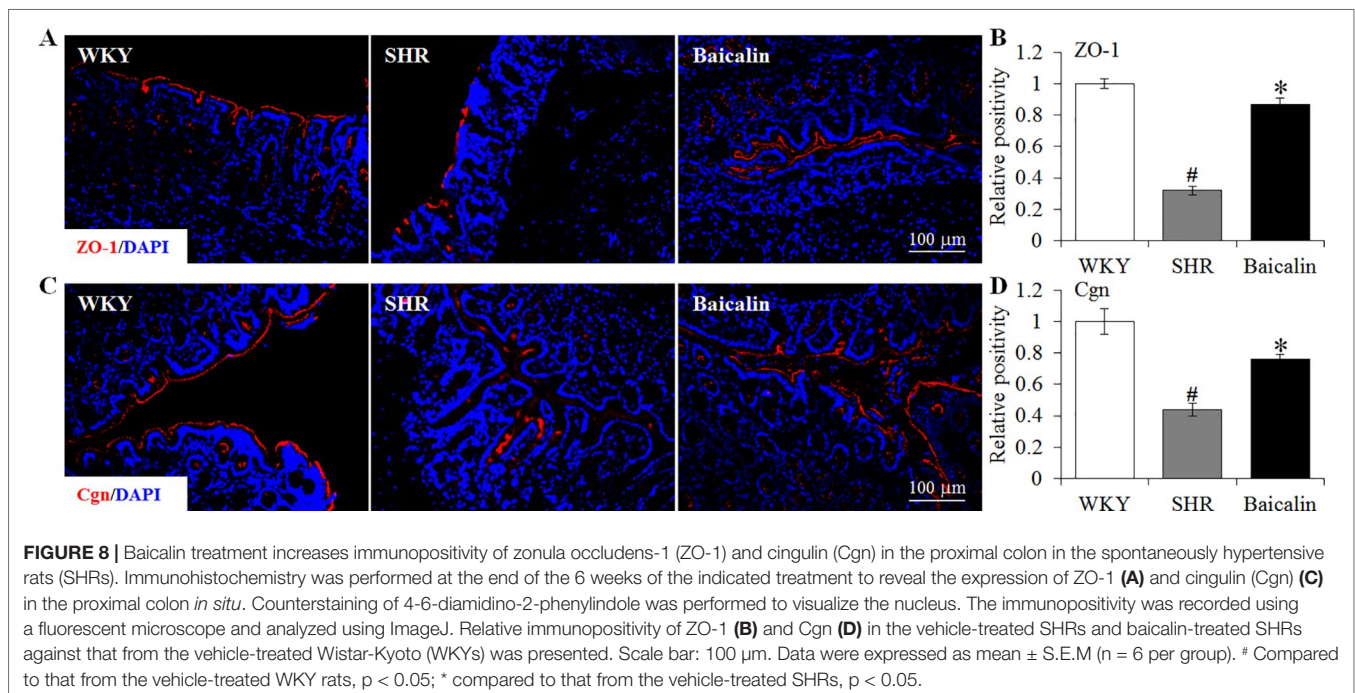 A
WKY
SHR
Baicalin
ZO-1/DAPI
100 µm
B
ZO-1
Relative positivity
1.2
1
0.8
0.6
0.4
0.2
0
#
*
WKY
SHR
Baicalin
C
WKY
SHR
Baicalin
Cgn/DAPI
100 µm
D
Cgn
Relative positivity
1.2
1
0.8
0.6
0.4
0.2
0
#
*
WKY
SHR
Baicalin
FIGURE 8 | Baicalin treatment increases immunopositivity of zonula occludens-1 (ZO-1) and cingulin (Cgn) in the proximal colon in the spontaneously hypertensive
rats (SHRs). Immunohistochemistry was performed at the end of the 6 weeks of the indicated treatment to reveal the expression of ZO-1 (A) and cingulin (Cgn) (C)
in the proximal colon in situ. Counterstaining of 4-6-diamidino-2-phenylindole was performed to visualize the nucleus. The immunopositivity was recorded using
a fluorescent microscope and analyzed using ImageJ. Relative immunopositivity of ZO-1 (B) and Cgn (D) in the vehicle-treated SHRs and baicalin-treated SHRs
against that from the vehicle-treated Wistar-Kyoto (WKYs) was presented. Scale bar: 100 µm. Data were expressed as mean ± S.E.M (n = 6 per group). # Compared
to that from the vehicle-treated WKY rats, p < 0.05; * compared to that from the vehicle-treated SHRs, p < 0.05.